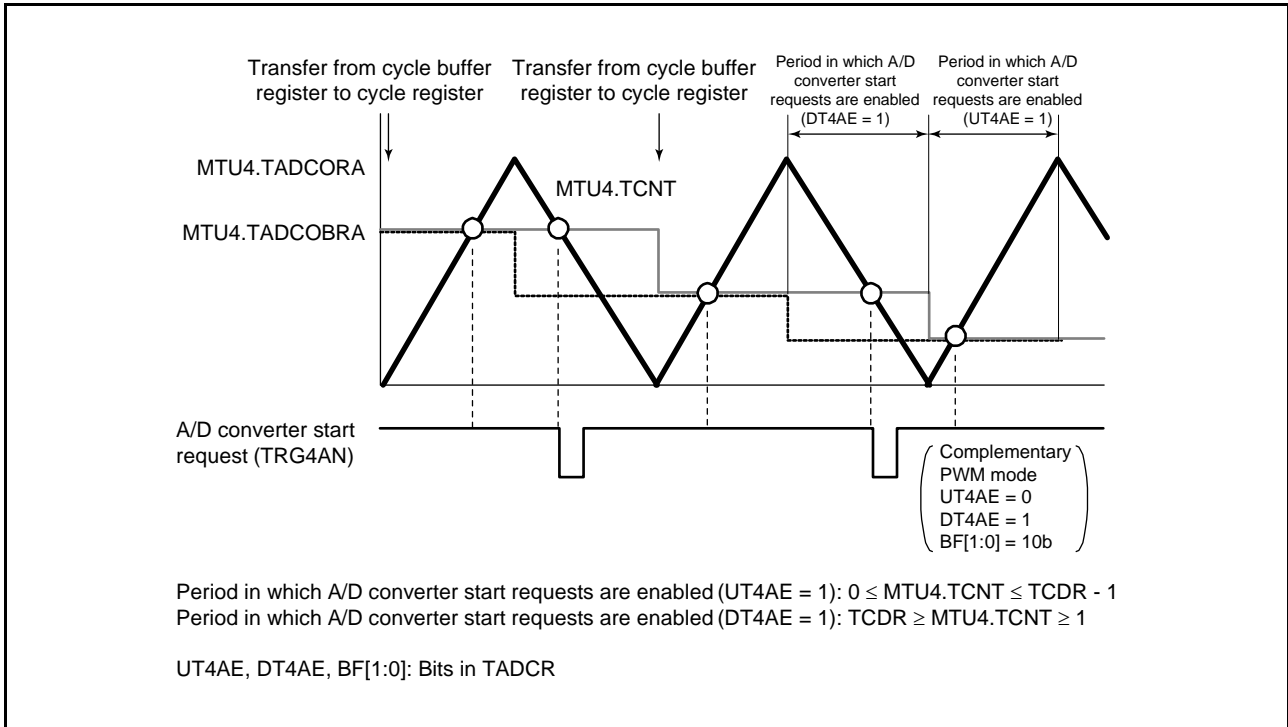 Transfer from cycle buffer
register to cycle register
Transfer from cycle buffer
register to cycle register
Period in which A/D
converter start
requests are enabled
(DT4AE = 1)
Period in which A/D
converter start
requests are enabled
(UT4AE = 1)
MTU4.TADCORA
MTU4.TCNT
MTU4.TADCOBRA
A/D converter start
request (TRG4AN)
Complementary
PWM mode
UT4AE = 0
DT4AE = 1
BF[1:0] = 10b
Period in which A/D converter start requests are enabled (UT4AE = 1): 0 ≤ MTU4.TCNT ≤ TCDR - 1
Period in which A/D converter start requests are enabled (DT4AE = 1): TCDR ≥ MTU4.TCNT ≥ 1
UT4AE, DT4AE, BF[1:0]: Bits in TADCR